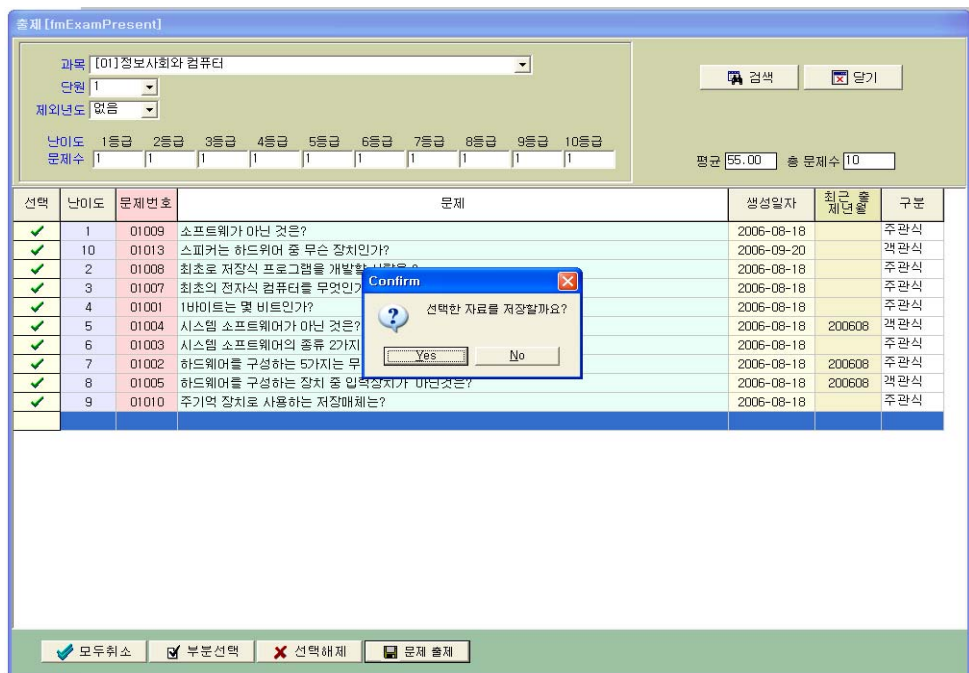 출제 [fmExamPresent]
과목 [01]정보사회와 컴퓨터
검색 닫기
단원 1
제외년도 없음
난이도 1등급 2등급 3등급 4등급 5등급 6등급 7등급 8등급 9등급 10등급
문제수 1 1 1 1 1 1 1 1 1 1
평균 55.00 총 문제수 10
선택 난이도 문제번호 문제 생성일자 최근 출제년월 구분
1 01009 소프트웨가 아닌 것은? 2006-08-18 주관식
10 01013 스피커는 하드위어 중 무슨 장치인가? 2006-09-20 객관식
2 01008 최초로 저장식 프로그램을 개발할 2006-08-18 주관식
3 01007 최초의 전자식 컴퓨터를 무엇인가 2006-08-18 주관식
4 01001 1바이트는 몇 비트인가? 2006-08-18 주관식
5 01004 시스템 소프트웨어가 아닌 것은? 2006-08-18 200608 객관식
6 01003 시스템 소프트웨어의 종류 2가지 2006-08-18 주관식
7 01002 하드웨어를 구성하는 5가지는 무 2006-08-18 200608 주관식
8 01005 하드웨어를 구성하는 장치 중 입력장치가 아닌것은? 2006-08-18 200608 객관식
9 01010 주기억 장치로 사용하는 저장매체는? 2006-08-18 주관식
Confirm
선택한 자료를 저장할까요?
Yes No
모두취소 부분선택 선택해제 문제 출제